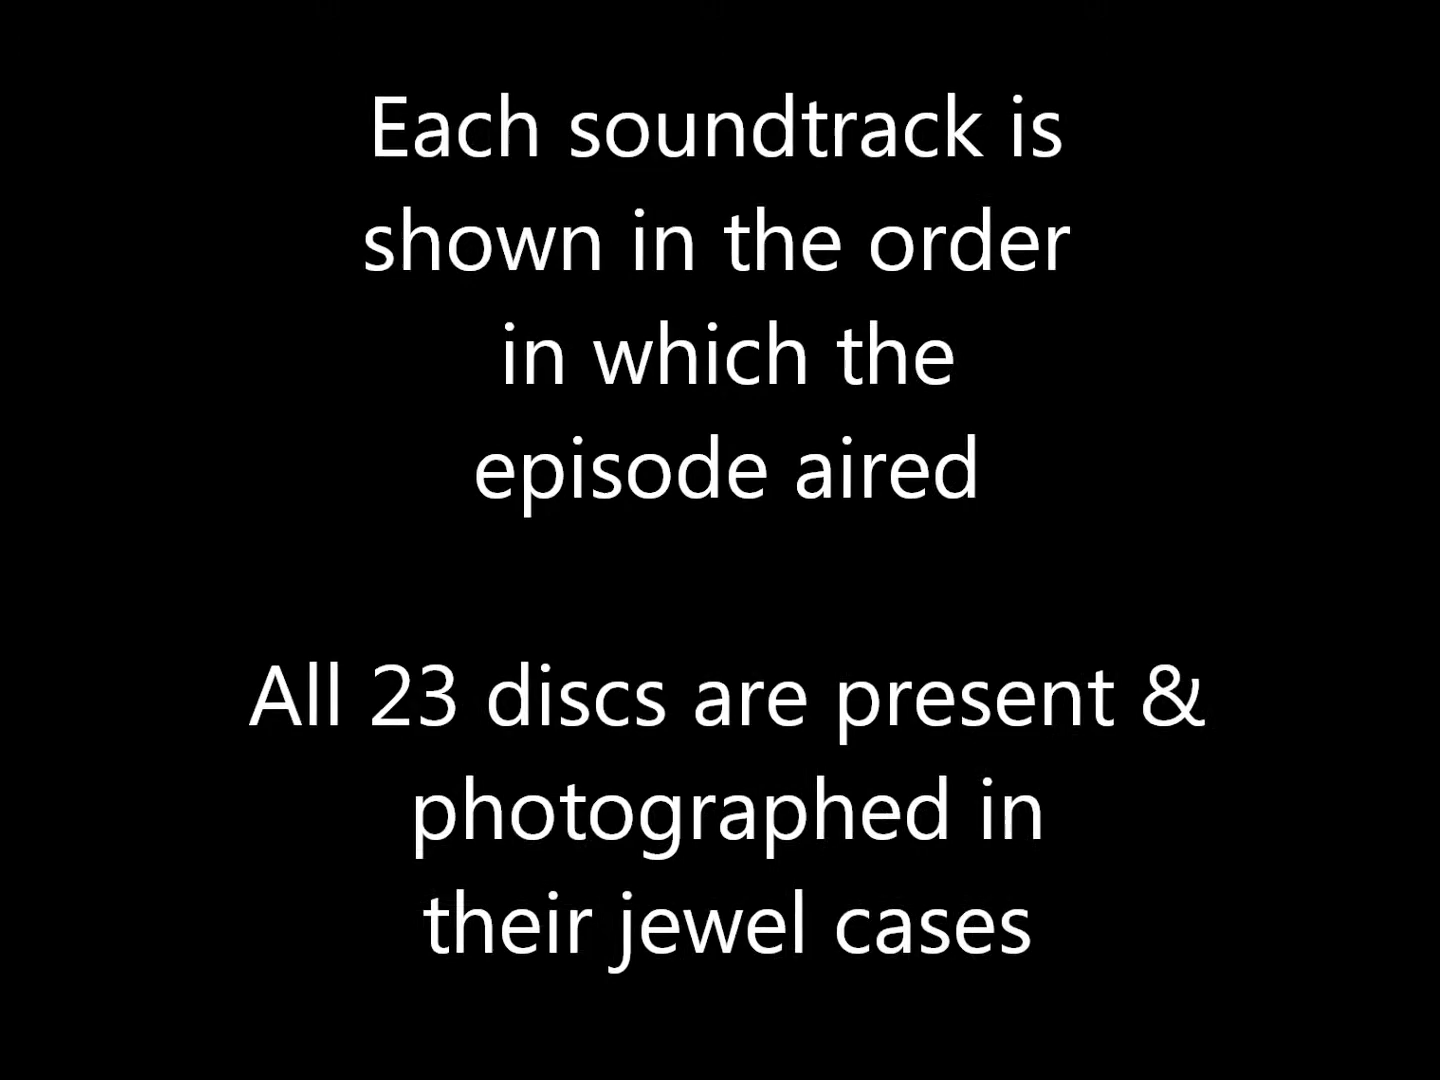 Each soundtrack is
shown in the order
in which the
episode aired
All 23 discs are present &
photographed in
their jewel cases